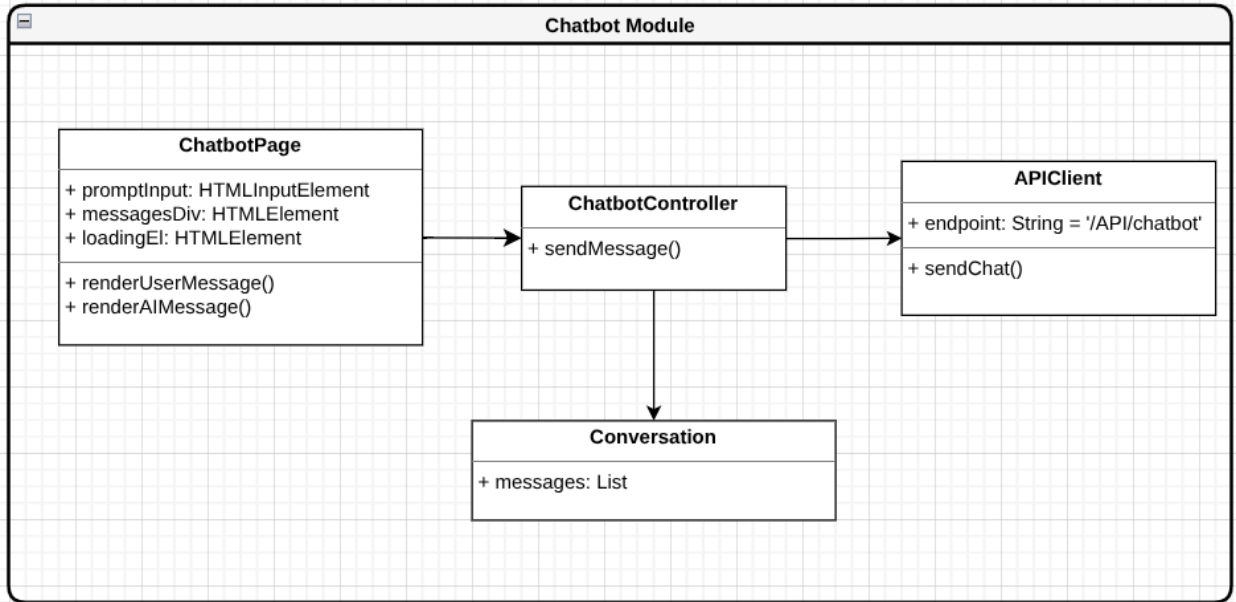 Chatbot Module
ChatbotPage
+ promptInput: HTMLInputElement
+ messagesDiv: HTMLElement
+ loadingEl: HTMLElement
+ renderUserMessage()
+ renderAIMessage()
ChatbotController
+ sendMessage()
APIClient
+ endpoint: String = '/API/chatbot'
+ sendChat()
Conversation
+ messages: List